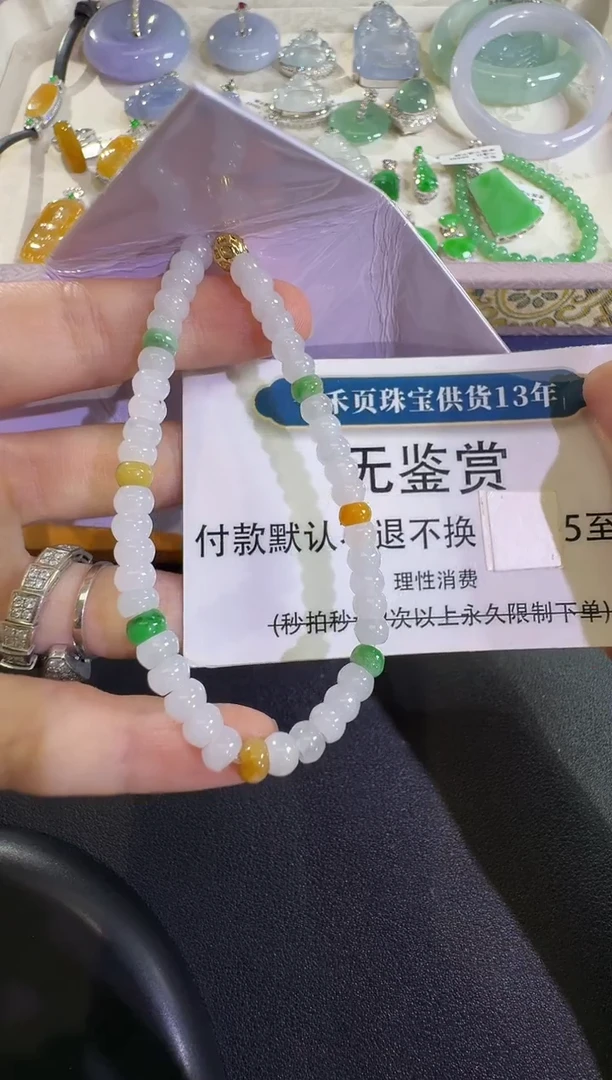 禾页珠宝供货13年
无鉴赏
付款默认 退不换 5至
理性消费
(秒拍秒 次以上永久限制下单)